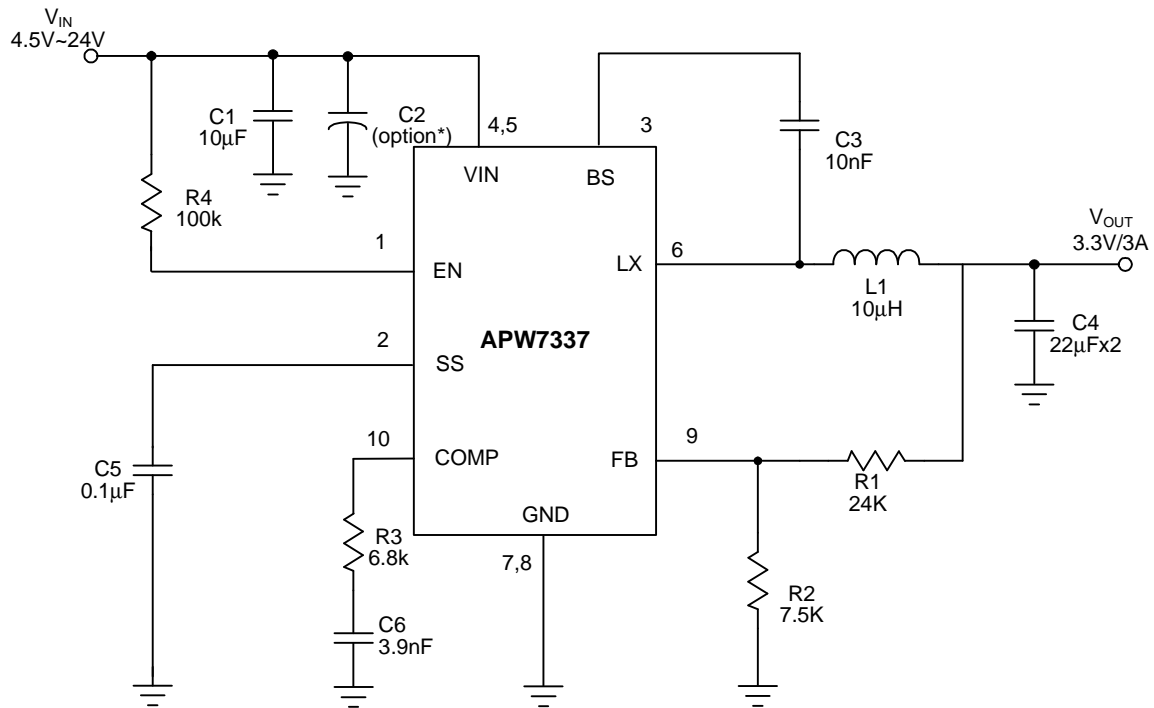 VIN
4.5V~24V
C1
10μF
C2
(option*)
4,5
3
C3
10nF
VIN
BS
R4
100k
VOUT
3.3V/3A
1
6
EN
LX
L1
10μH
C4
22μFx2
APW7337
2
SS
10
9
COMP
FB
C5
0.1μF
R1
24K
GND
R3
6.8k
7,8
R2
7.5K
C6
3.9nF